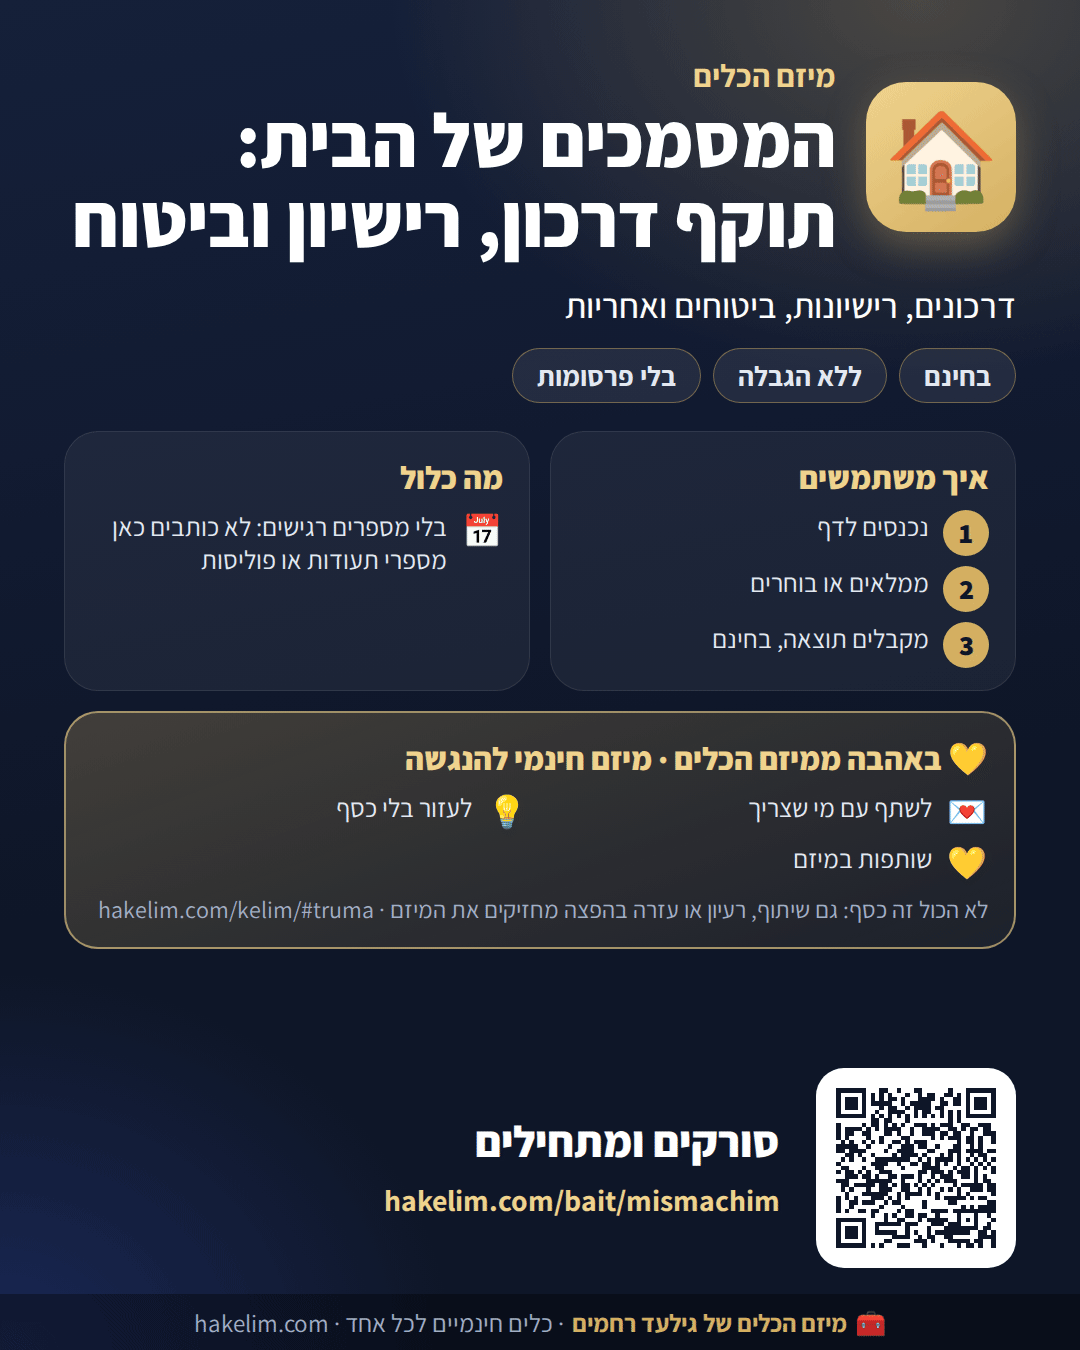 מיזם הכלים
המסמכים של הבית:
תוקף דרכון, רישיון וביטוח
דרכונים, רישיונות, ביטוחים ואחריות
בחינם
ללא הגבלה
בלי פרסומות
איך משתמשים
1 נכנסים לדף
2 ממלאים או בוחרים
3 מקבלים תוצאה, בחינם
מה כלול
July 17
בלי מספרים רגישים: לא כותבים כאן
מספרי תעודות או פוליסות
באהבה ממיזם הכלים · מיזם חינמי להנגשה
לשתף עם מי שצריך
לעזור בלי כסף
שותפות במיזם
לא הכול זה כסף: גם שיתוף, רעיון או עזרה בהפצה מחזיקים את המיזם · hakelim.com/kelim/#truma
סורקים ומתחילים
hakelim.com/bait/mismachim
מיזם הכלים של גילעד רחמים · כלים חינמיים לכל אחד · hakelim.com